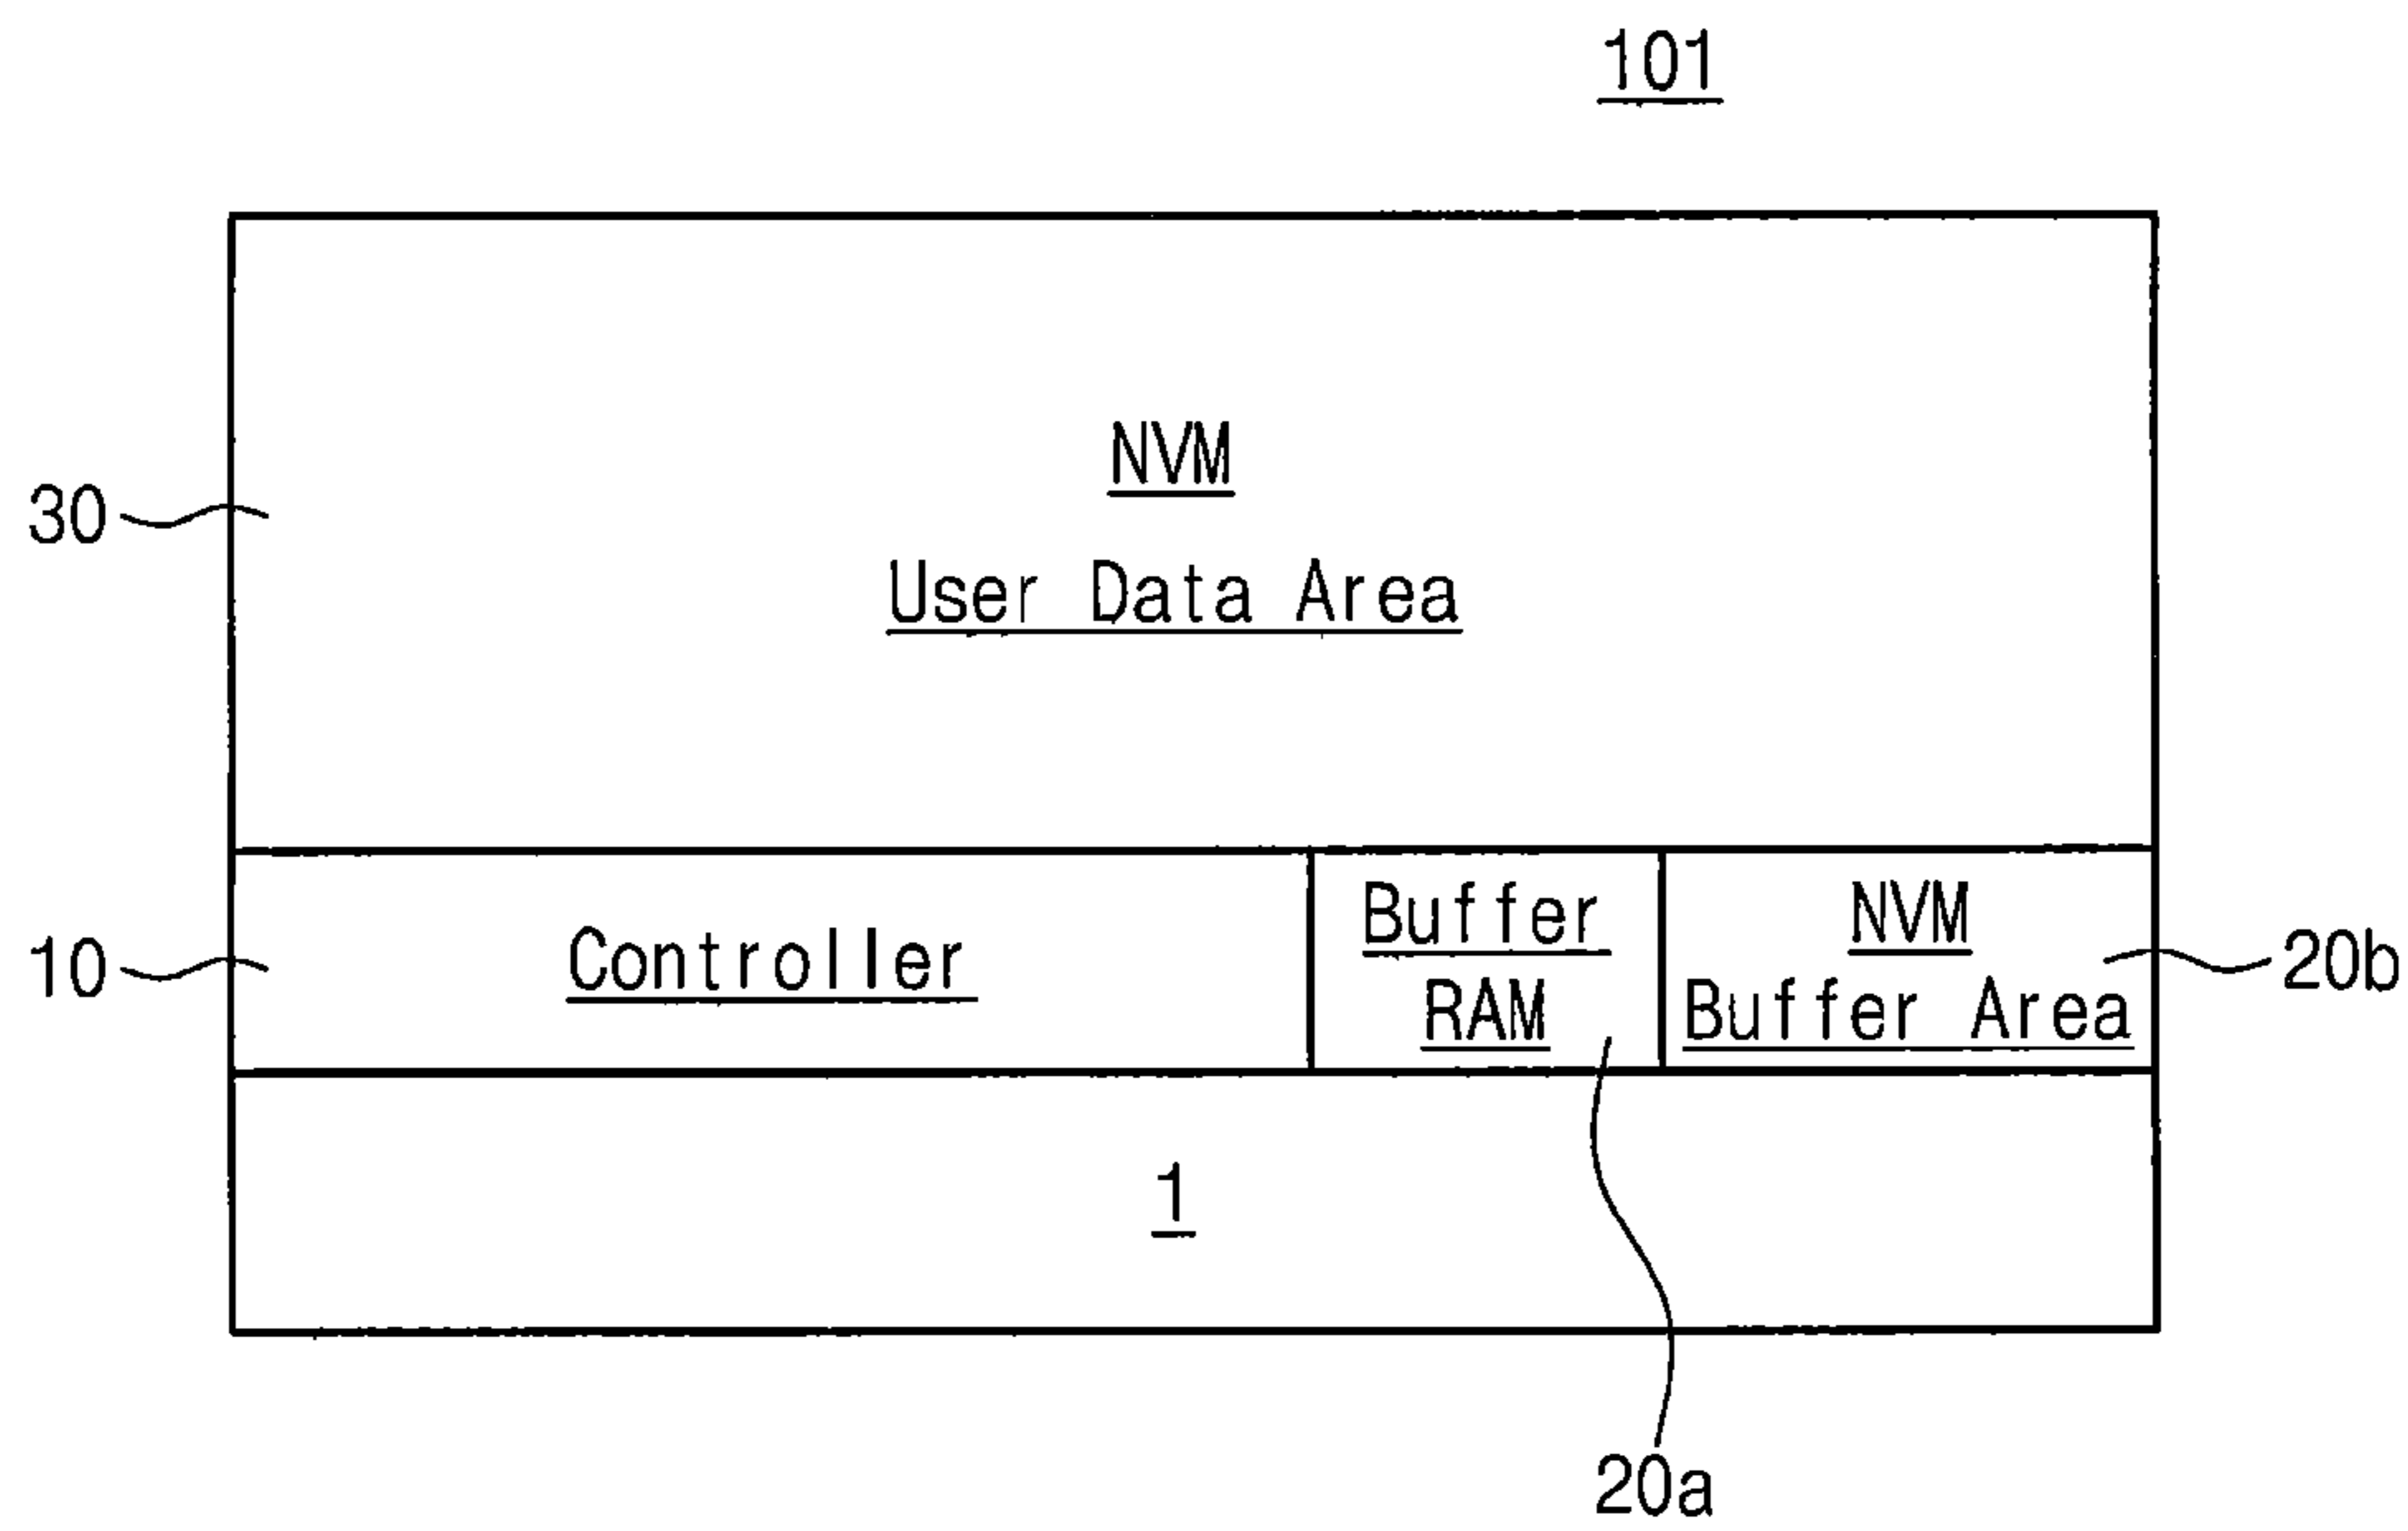 101
NVM
30
User Data Area
Buffer
NVM
10
Controller
20b
RAM
Buffer Area
1
20a